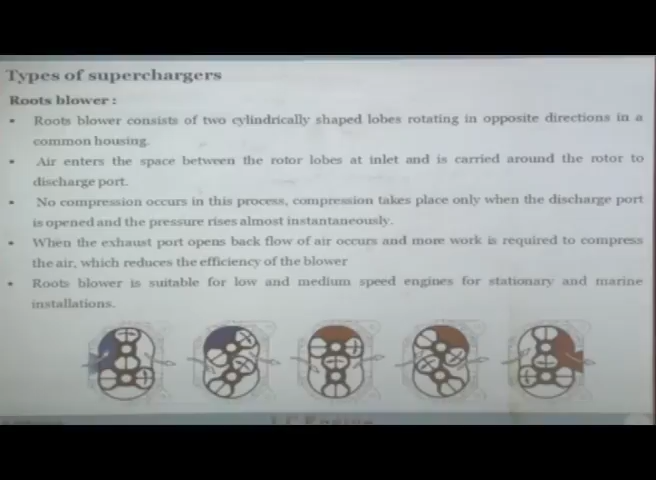 Types of superchargers
Roots blower :
• Roots blower consists of two cylindrically shaped lobes rotating in opposite directions in a
common housing.
• Air enters the space between the rotor lobes at inlet and is carried around the rotor to
discharge port.
• No compression occurs in this process, compression takes place only when the discharge port
is opened and the pressure rises almost instantaneously.
• When the exhaust port opens back flow of air occurs and more work is required to compress
the air, which reduces the efficiency of the blower
• Roots blower is suitable for low and medium speed engines for stationary and marine
installations.
I C Engine